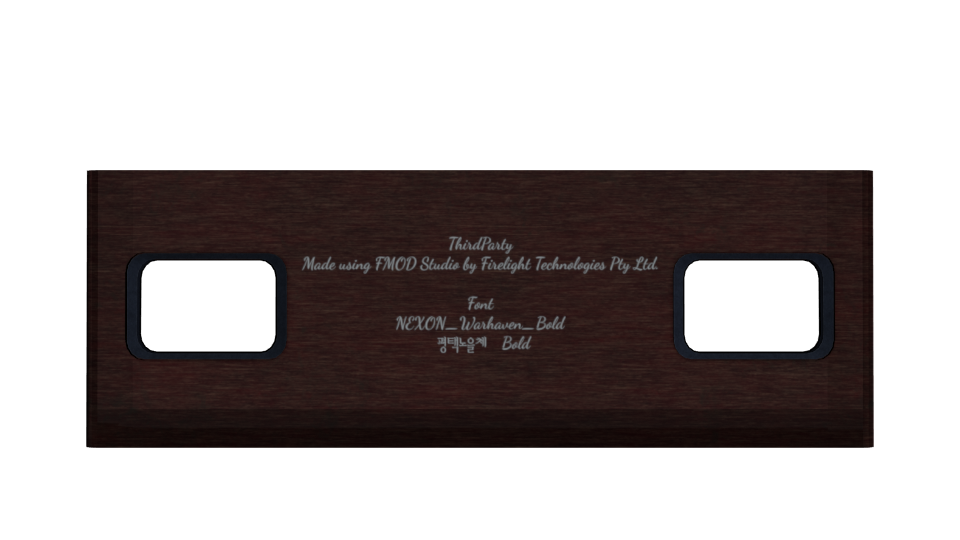 ThirdParty
Made using FMOD Studio by Firelight Technologies Pty Ltd.
Font
NEXON_Warhaven_Bold
평택노을체 Bold